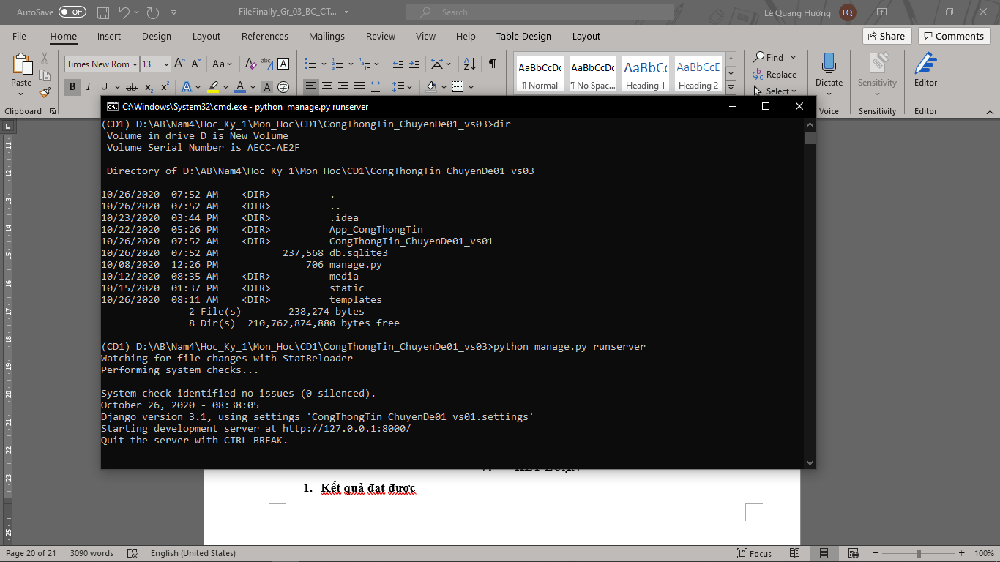 AutoSave Off FileFinally_Gr_03_BC_CT... Search Lê Quang Hướng LQ
File Home Insert Design Layout References Mailings Review View Help Table Design Layout Share Comments
Paste Times New Rom 13 Aa AaBbCcDc AaBbCcDc AaBbCc AaBbCcD Find Replace Select Dictate Sensitivity Editor
¶ Normal ¶ No Spac... Heading 1 Heading 2
Clipboard Voice Sensitivity Editor
C:\Windows\System32\cmd.exe - python manage.py runserver
(CD1) D:\AB\Nam4\Hoc_Ky_1\Mon_Hoc\CD1\CongThongTin_ChuyenDe01_vs03>dir
Volume in drive D is New Volume
Volume Serial Number is AECC-AE2F
Directory of D:\AB\Nam4\Hoc_Ky_1\Mon_Hoc\CD1\CongThongTin_ChuyenDe01_vs03
10/26/2020 07:52 AM <DIR> .
10/26/2020 07:52 AM <DIR> ..
10/23/2020 03:44 PM <DIR> .idea
10/22/2020 05:26 PM <DIR> App_CongThongTin
10/26/2020 07:52 AM <DIR> CongThongTin_ChuyenDe01_vs01
10/26/2020 07:52 AM 237,568 db.sqlite3
10/08/2020 12:26 PM 706 manage.py
10/12/2020 08:35 AM <DIR> media
10/15/2020 01:37 PM <DIR> static
10/26/2020 08:11 AM <DIR> templates
2 File(s) 238,274 bytes
8 Dir(s) 210,762,874,880 bytes free
(CD1) D:\AB\Nam4\Hoc_Ky_1\Mon_Hoc\CD1\CongThongTin_ChuyenDe01_vs03>python manage.py runserver
Watching for file changes with StatReloader
Performing system checks...
System check identified no issues (0 silenced).
October 26, 2020 - 08:38:05
Django version 3.1, using settings 'CongThongTin_ChuyenDe01_vs01.settings'
Starting development server at http://127.0.0.1:8000/
Quit the server with CTRL-BREAK.
1. Kết quả đạt được
Page 20 of 21 3090 words English (United States) Focus 100%